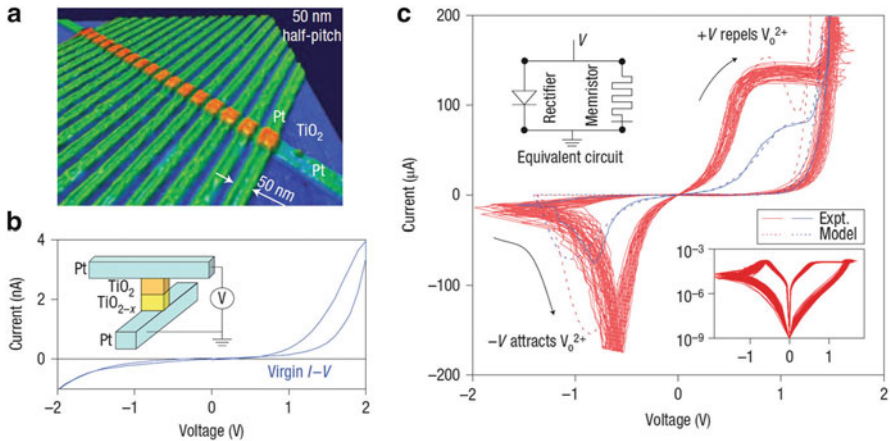 a
50 nm
half-pitch
Pt
TiO2
Pt
50 nm
b
4
2
0
Current (nA)
Pt
TiO2
TiO2–x
Pt
V
Virgin I–V
−2
−1
0
1
2
Voltage (V)
c
200
100
0
−100
−200
Current (μA)
V
Rectifier
Memristor
Equivalent circuit
+V repels Vo2+
−V attracts Vo2+
Expt.
Model
10−3
10−6
10−9
−1
0
1
−2
−1
0
1
2
Voltage (V)